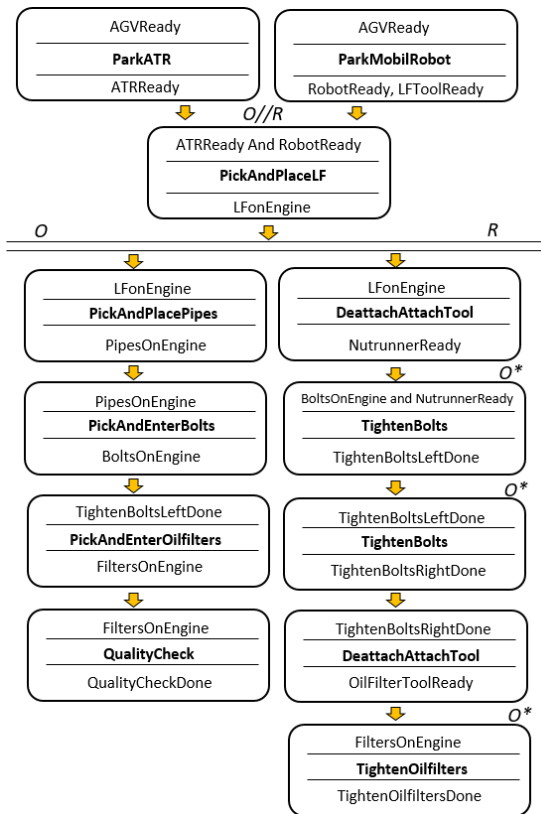 AGVReady
ParkATR
ATRReady
AGVReady
ParkMobilRobot
RobotReady, LFToolReady
O//R
ATRReady And RobotReady
PickAndPlaceLF
LFonEngine
O
R
LFonEngine
PickAndPlacePipes
PipesOnEngine
LFonEngine
DeattachAttachTool
NutrunnerReady
O*
PipesOnEngine
PickAndEnterBolts
BoltsOnEngine
BoltsOnEngine and NutrunnerReady
TightenBolts
TightenBoltsLeftDone
O*
TightenBoltsLeftDone
PickAndEnterOilfilters
FiltersOnEngine
TightenBoltsLeftDone
TightenBolts
TightenBoltsRightDone
FiltersOnEngine
QualityCheck
QualityCheckDone
TightenBoltsRightDone
DeattachAttachTool
OilFilterToolReady
O*
FiltersOnEngine
TightenOilfilters
TightenOilfiltersDone